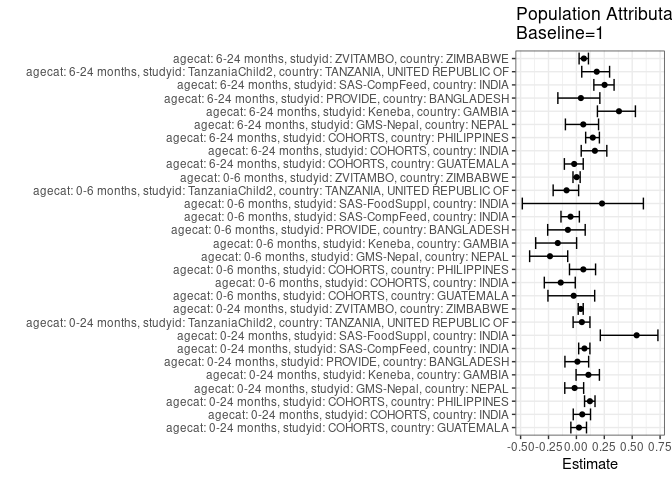 Population Attributa
Baseline=1
agecat: 6-24 months, studyid: ZVITAMBO, country: ZIMBABWE
agecat: 6-24 months, studyid: TanzaniaChild2, country: TANZANIA, UNITED REPUBLIC OF
agecat: 6-24 months, studyid: SAS-CompFeed, country: INDIA
agecat: 6-24 months, studyid: PROVIDE, country: BANGLADESH
agecat: 6-24 months, studyid: Keneba, country: GAMBIA
agecat: 6-24 months, studyid: GMS-Nepal, country: NEPAL
agecat: 6-24 months, studyid: COHORTS, country: PHILIPPINES
agecat: 6-24 months, studyid: COHORTS, country: INDIA
agecat: 6-24 months, studyid: COHORTS, country: GUATEMALA
agecat: 0-6 months, studyid: ZVITAMBO, country: ZIMBABWE
agecat: 0-6 months, studyid: TanzaniaChild2, country: TANZANIA, UNITED REPUBLIC OF
agecat: 0-6 months, studyid: SAS-FoodSuppl, country: INDIA
agecat: 0-6 months, studyid: SAS-CompFeed, country: INDIA
agecat: 0-6 months, studyid: PROVIDE, country: BANGLADESH
agecat: 0-6 months, studyid: Keneba, country: GAMBIA
agecat: 0-6 months, studyid: GMS-Nepal, country: NEPAL
agecat: 0-6 months, studyid: COHORTS, country: PHILIPPINES
agecat: 0-6 months, studyid: COHORTS, country: INDIA
agecat: 0-6 months, studyid: COHORTS, country: GUATEMALA
agecat: 0-24 months, studyid: ZVITAMBO, country: ZIMBABWE
agecat: 0-24 months, studyid: TanzaniaChild2, country: TANZANIA, UNITED REPUBLIC OF
agecat: 0-24 months, studyid: SAS-FoodSuppl, country: INDIA
agecat: 0-24 months, studyid: SAS-CompFeed, country: INDIA
agecat: 0-24 months, studyid: PROVIDE, country: BANGLADESH
agecat: 0-24 months, studyid: Keneba, country: GAMBIA
agecat: 0-24 months, studyid: GMS-Nepal, country: NEPAL
agecat: 0-24 months, studyid: COHORTS, country: PHILIPPINES
agecat: 0-24 months, studyid: COHORTS, country: INDIA
agecat: 0-24 months, studyid: COHORTS, country: GUATEMALA
-0.50 -0.25 0.00 0.25 0.50 0.75
Estimate